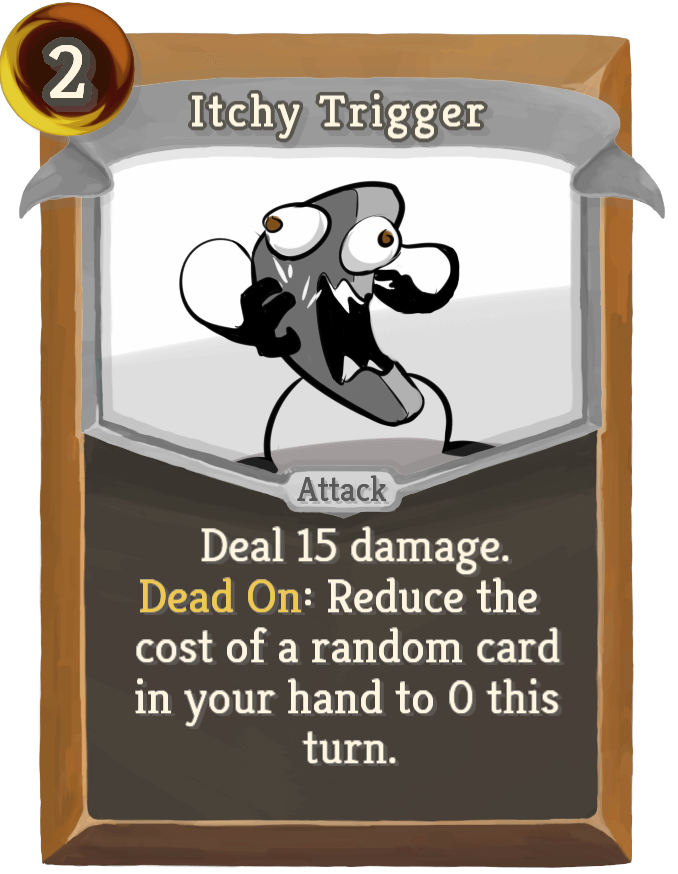 2
Itchy Trigger
Attack
Deal 15 damage.
Dead On: Reduce the
cost of a random card
in your hand to 0 this
turn.